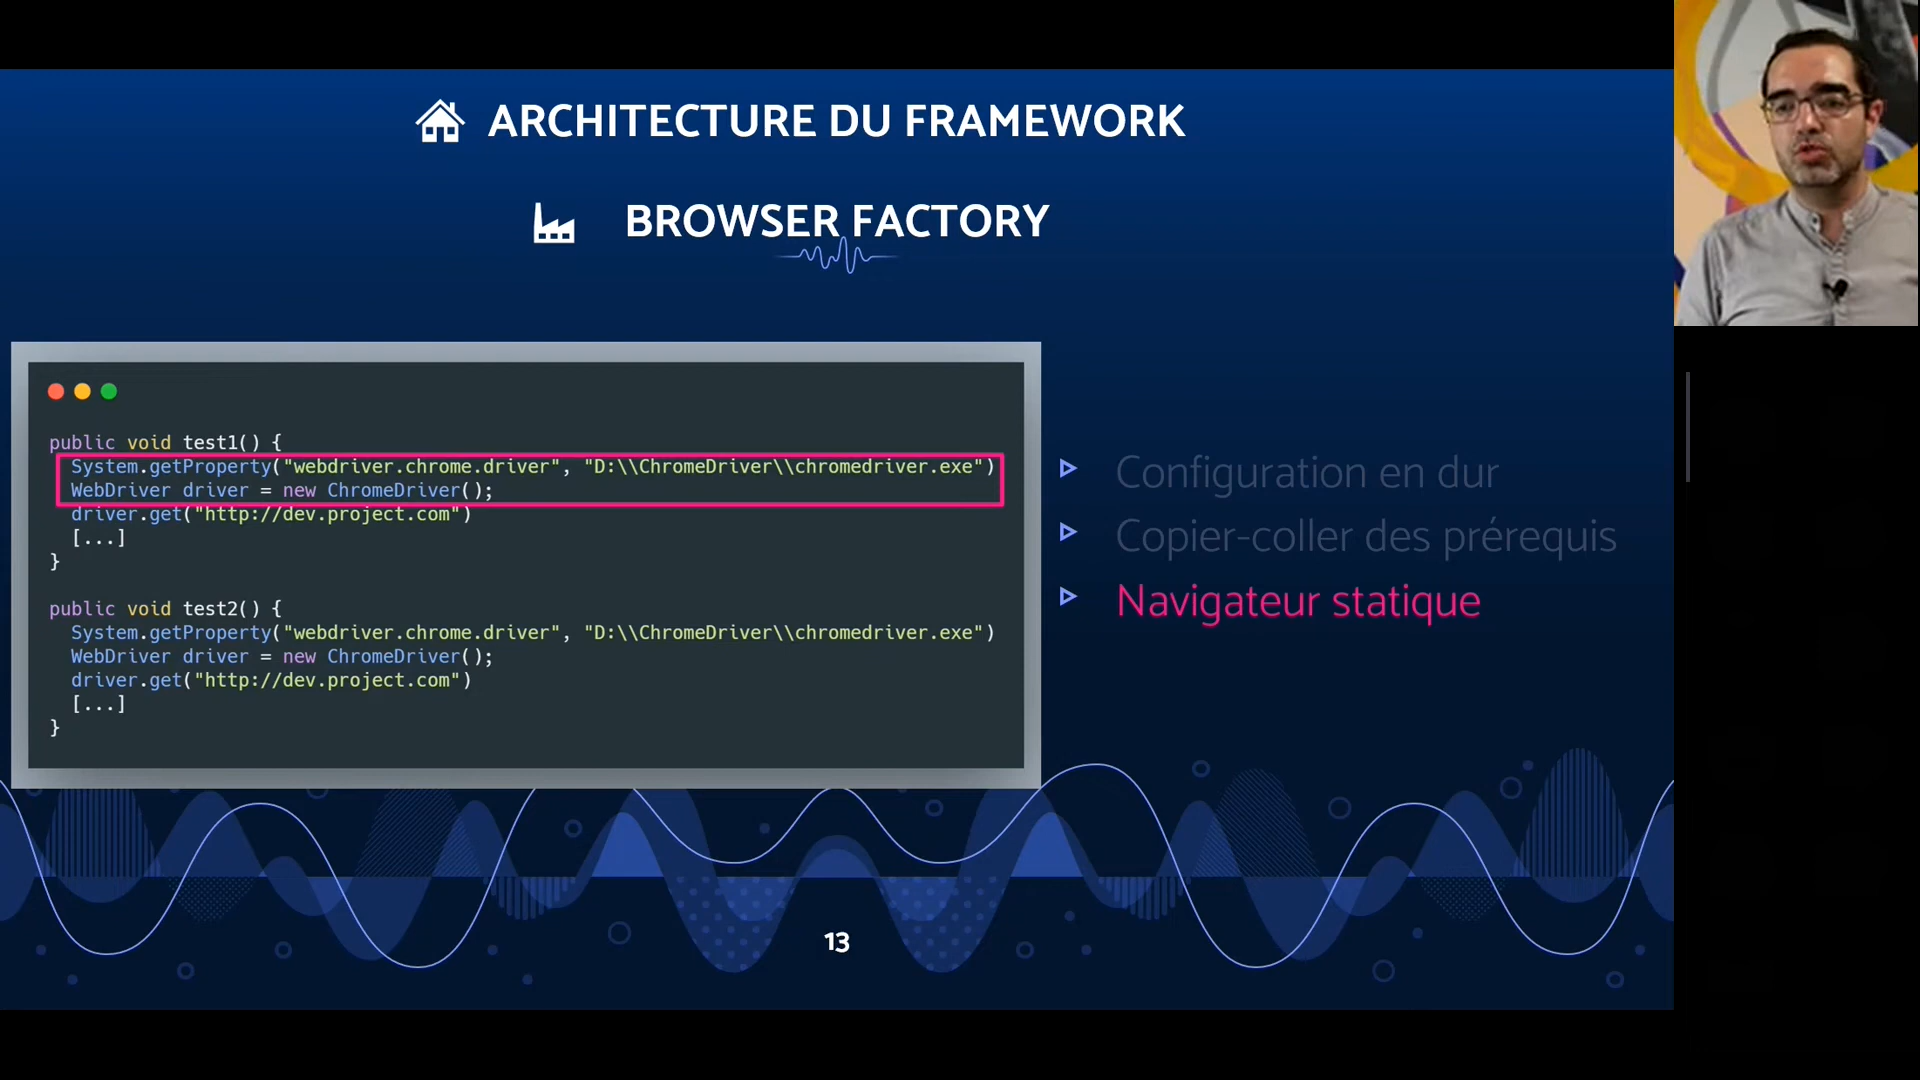 ARCHITECTURE DU FRAMEWORK
BROWSER FACTORY
public void test1() {
System.getProperty("webdriver.chrome.driver", "D:\\ChromeDriver\\chromedriver.exe")
WebDriver driver = new ChromeDriver();
driver.get("http://dev.project.com")
[...]
}
public void test2() {
System.getProperty("webdriver.chrome.driver", "D:\\ChromeDriver\\chromedriver.exe")
WebDriver driver = new ChromeDriver();
driver.get("http://dev.project.com")
[...]
}
Configuration en dur
Copier-coller des prérequis
Navigateur statique
13